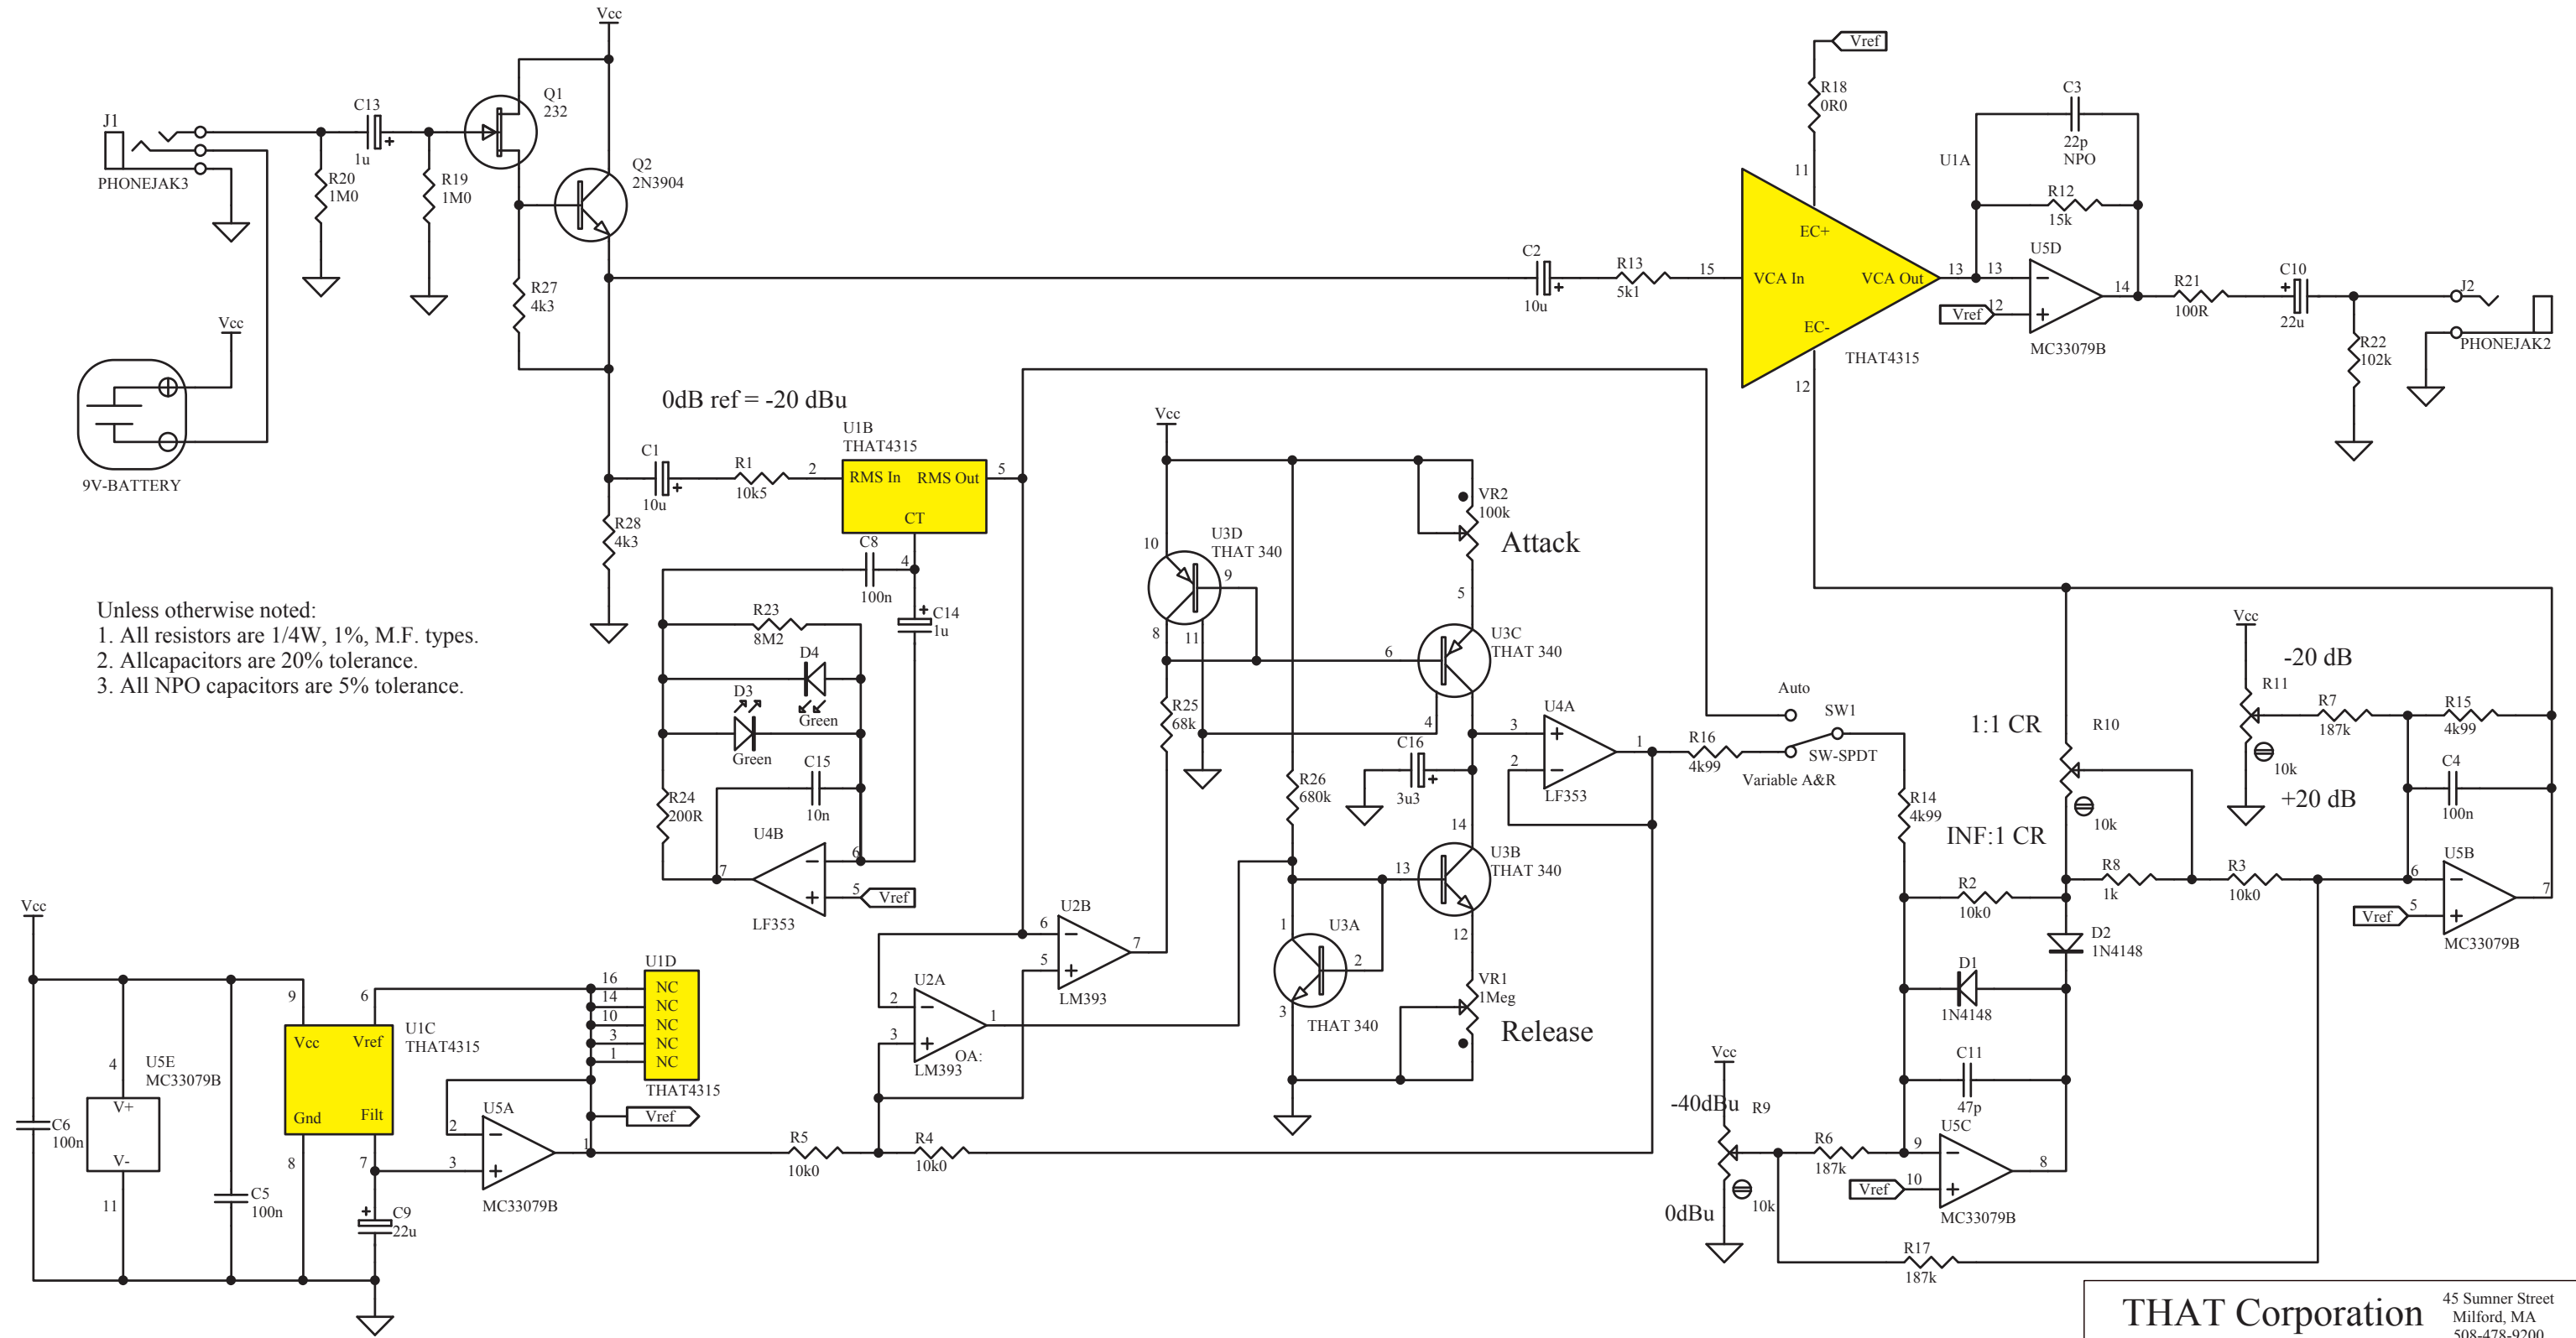 J1
PHONEJAK3
C13
1u
R20
1M0
R19
1M0
Vcc
Q1
232
Q2
2N3904
R27
4k3
Vcc
9V-BATTERY
0dB ref = -20 dBu
C1
10u
R1
10k5
2
U1B
THAT4315
RMS In
RMS Out
CT
5
4
R28
4k3
C8
100n
R23
8M2
C14
1u
D4
Green
D3
Green
C15
10n
R24
200R
U4B
6
7
5
Vref
LF353
Unless otherwise noted:
1. All resistors are 1/4W, 1%, M.F. types.
2. Allcapacitors are 20% tolerance.
3. All NPO capacitors are 5% tolerance.
C2
10u
R13
5k1
15
Vref
R18
0R0
11
EC+
VCA In
VCA Out
EC-
12
THAT4315
U1A
C3
22p
NPO
R12
15k
13
13
U5D
Vref
12
14
MC33079B
R21
100R
C10
22u
R22
102k
J2
PHONEJAK2
Vcc
U3D
THAT 340
10
9
8
11
VR2
100k
Attack
5
6
U3C
THAT 340
4
R25
68k
C16
3u3
R26
680k
3
U4A
2
1
LF353
R16
4k99
Auto
SW1
SW-SPDT
Variable A&R
14
13
U3B
THAT 340
12
1
U3A
2
3
THAT 340
VR1
1Meg
Release
U2B
6
5
7
LM393
U2A
2
3
1
OA:
LM393
R14
4k99
R2
10k0
D2
1N4148
D1
1N4148
C11
47p
1:1 CR
R10
10k
INF:1 CR
R8
1k
R3
10k0
Vcc
-20 dB
R11
10k
+20 dB
R7
187k
R15
4k99
C4
100n
U5B
6
5
Vref
7
MC33079B
Vcc
-40dBu
R9
10k
0dBu
R6
187k
U5C
9
10
Vref
8
MC33079B
R17
187k
Vcc
C6
100n
4
U5E
MC33079B
V+
V-
11
C5
100n
9
6
Vcc
Vref
Gnd
Filt
U1C
THAT4315
8
7
C9
22u
U5A
2
3
1
MC33079B
U1D
16
NC
14
NC
10
NC
3
NC
1
NC
THAT4315
Vref
R5
10k0
R4
10k0
THAT Corporation
45 Sumner Street
Milford, MA
508-478-9200